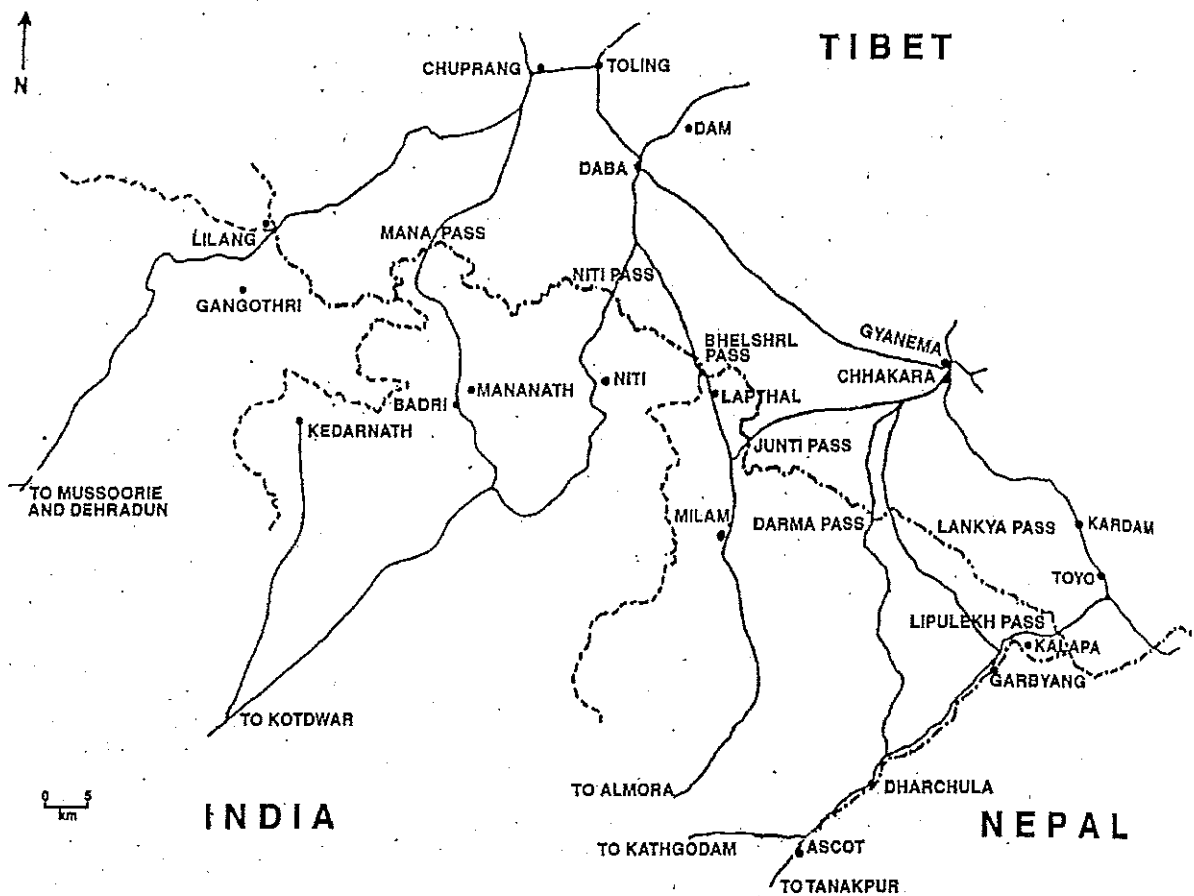 TIBET
N
CHUPRANG
TOLING
DAM
DABA
LILANG
MANA PASS
NITI PASS
GANGOTHRI
GYANEMA
BHELSHRL
PASS
CHHAKARA
NITI
MANANATH
LAPTHAL
BADRI
KEDARNATH
JUNTI PASS
TO MUSSOORIE
AND DEHRADUN
MILAM
DARMA PASS
LANKYA PASS
KARDAM
TOYO
LIPULEKH PASS
KALAPA
GARBYANG
TO KOTDWAR
TO ALMORA
DHARCHULA
0 5
km
INDIA
NEPAL
TO KATHGODAM
ASCOT
TO TANAKPUR